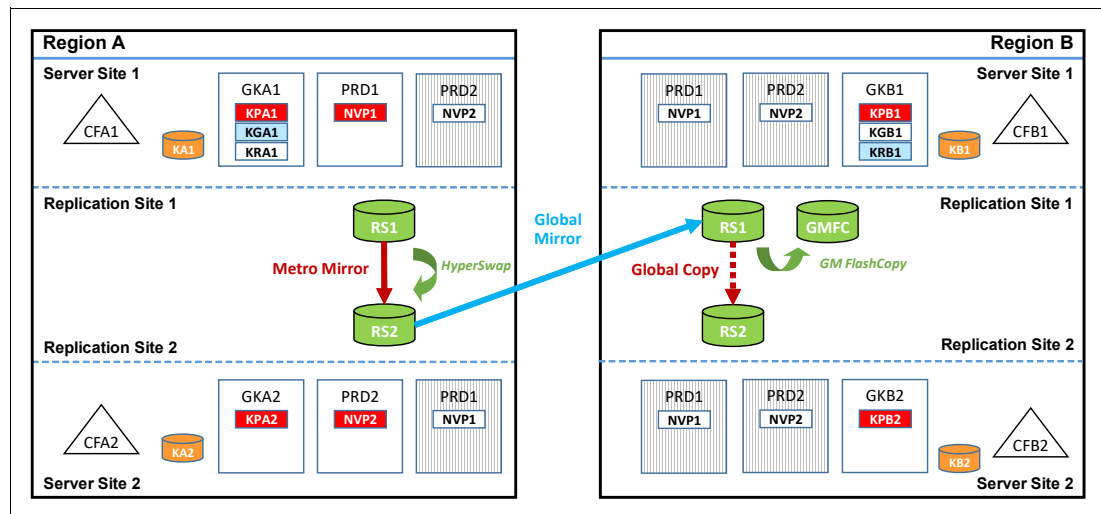 Region A
Server Site 1
CFA1
KA1
GKA1
KPA1
KGA1
KRA1
PRD1
NVP1
PRD2
NVP2
Replication Site 1
RS1
Metro Mirror
HyperSwap
RS2
Replication Site 2
CFA2
KA2
GKA2
KPA2
PRD2
NVP2
PRD1
NVP1
Server Site 2
Global
Mirror
Region B
Server Site 1
PRD1
NVP1
PRD2
NVP2
GKB1
KPB1
KGB1
KRB1
KB1
CFB1
Replication Site 1
RS1
GMFC
Global Copy
GM FlashCopy
RS2
Replication Site 2
PRD1
NVP1
PRD2
NVP2
GKB2
KPB2
KB2
CFB2
Server Site 2